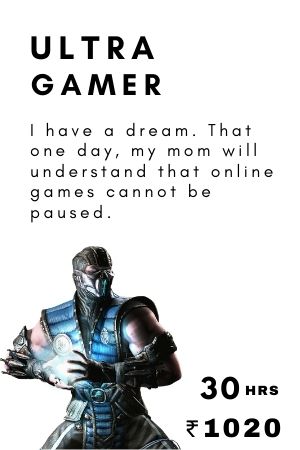 ULTRA
GAMER
I have a dream. That
one day, my mom will
understand that online
games cannot be
paused.
30 HRS
₹1020